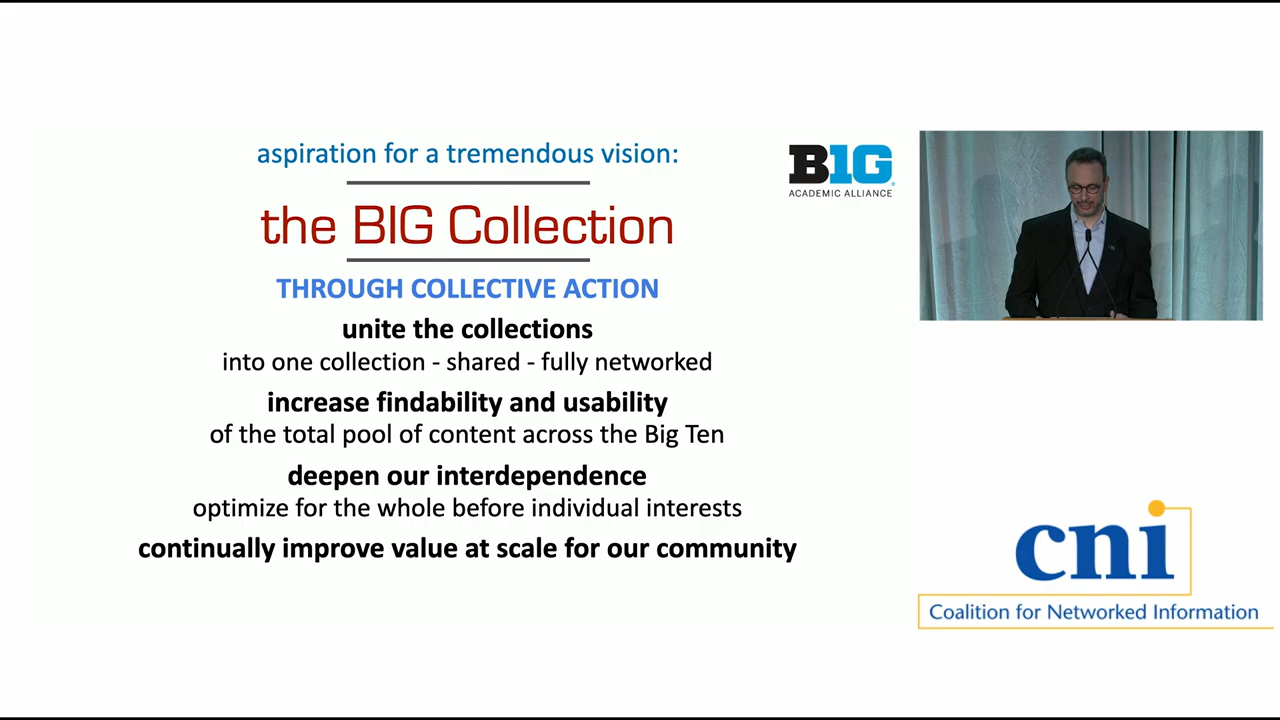 aspiration for a tremendous vision:
the BIG Collection
THROUGH COLLECTIVE ACTION
unite the collections
into one collection - shared - fully networked
increase findability and usability
of the total pool of content across the Big Ten
deepen our interdependence
optimize for the whole before individual interests
continually improve value at scale for our community
B1G
ACADEMIC ALLIANCE
cni
Coalition for Networked Information